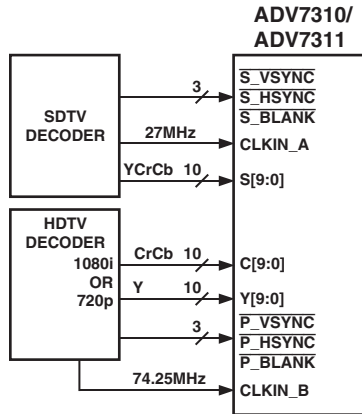 ADV7310/
ADV7311
SDTV
DECODER
3
S_VSYNC
S_HSYNC
S_BLANK
27MHz
CLKIN_A
YCrCb 10
S[9:0]
HDTV
DECODER
1080i
OR
720p
CrCb 10
C[9:0]
Y 10
Y[9:0]
3
P_VSYNC
P_HSYNC
P_BLANK
74.25MHz
CLKIN_B